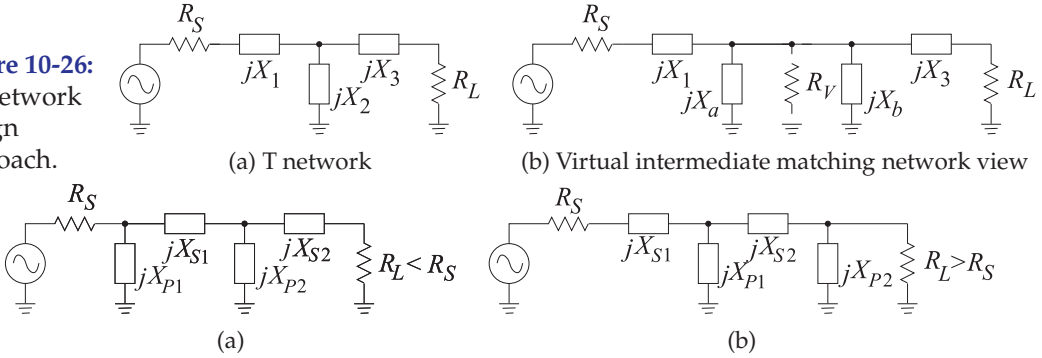 R_S
jX_1
jX_2
jX_3
R_L
(a) T network
R_S
jX_1
jX_a
R_V
jX_b
jX_3
R_L
(b) Virtual intermediate matching network view
10-26:
etwork
oach.
R_S
jX_P1
jX_S1
jX_P2
jX_S2
R_L < R_S
(a)
R_S
jX_S1
jX_P1
jX_S2
jX_P2
R_L > R_S
(b)